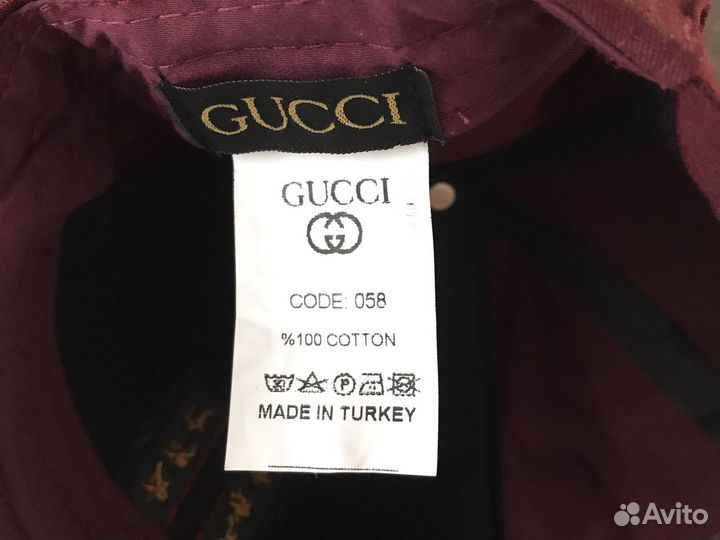 GUCCI
GUCCI
CODE: 058
%100 COTTON
MADE IN TURKEY
Avito